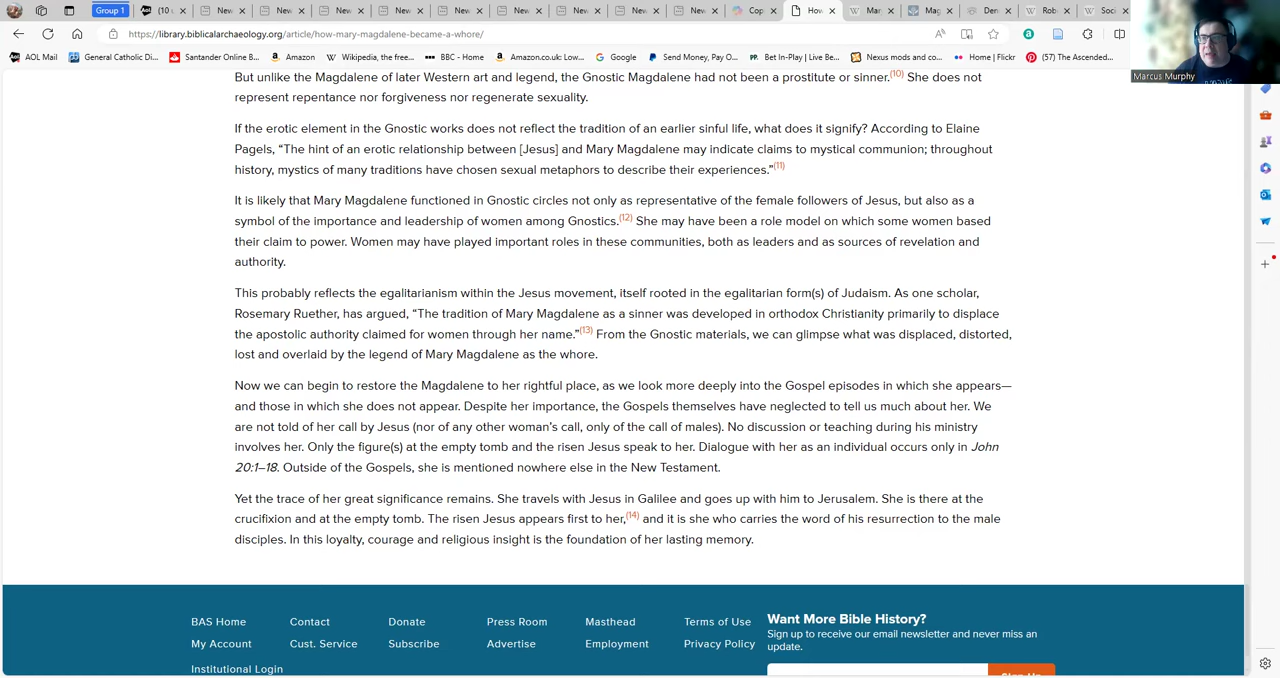 Group 1
(10
New
New
New
New
New
New
New
New
New
Cop
How
Mar
Mag
Den
Rob
Soci
https://library.biblicalarchaeology.org/article/how-mary-magdalene-became-a-whore/
AOL Mail
General Catholic Di...
Santander Online B...
Amazon
Wikipedia, the free...
BBC - Home
Amazon.co.uk: Low...
Google
Send Money, Pay O...
Bet In-Play | Live Be...
Nexus mods and co...
Home | Flickr
(57) The Ascended...
Marcus Murphy
But unlike the Magdalene of later Western art and legend, the Gnostic Magdalene had not been a prostitute or sinner.(10) She does not
represent repentance nor forgiveness nor regenerate sexuality.
If the erotic element in the Gnostic works does not reflect the tradition of an earlier sinful life, what does it signify? According to Elaine
Pagels, “The hint of an erotic relationship between [Jesus] and Mary Magdalene may indicate claims to mystical communion; throughout
history, mystics of many traditions have chosen sexual metaphors to describe their experiences.”(11)
It is likely that Mary Magdalene functioned in Gnostic circles not only as representative of the female followers of Jesus, but also as a
symbol of the importance and leadership of women among Gnostics.(12) She may have been a role model on which some women based
their claim to power. Women may have played important roles in these communities, both as leaders and as sources of revelation and
authority.
This probably reflects the egalitarianism within the Jesus movement, itself rooted in the egalitarian form(s) of Judaism. As one scholar,
Rosemary Ruether, has argued, “The tradition of Mary Magdalene as a sinner was developed in orthodox Christianity primarily to displace
the apostolic authority claimed for women through her name.”(13) From the Gnostic materials, we can glimpse what was displaced, distorted,
lost and overlaid by the legend of Mary Magdalene as the whore.
Now we can begin to restore the Magdalene to her rightful place, as we look more deeply into the Gospel episodes in which she appears—
and those in which she does not appear. Despite her importance, the Gospels themselves have neglected to tell us much about her. We
are not told of her call by Jesus (nor of any other woman’s call, only of the call of males). No discussion or teaching during his ministry
involves her. Only the figure(s) at the empty tomb and the risen Jesus speak to her. Dialogue with her as an individual occurs only in John
20:1–18. Outside of the Gospels, she is mentioned nowhere else in the New Testament.
Yet the trace of her great significance remains. She travels with Jesus in Galilee and goes up with him to Jerusalem. She is there at the
crucifixion and at the empty tomb. The risen Jesus appears first to her,(14) and it is she who carries the word of his resurrection to the male
disciples. In this loyalty, courage and religious insight is the foundation of her lasting memory.
BAS Home
Contact
Donate
Press Room
Masthead
Terms of Use
My Account
Cust. Service
Subscribe
Advertise
Employment
Privacy Policy
Institutional Login
Want More Bible History?
Sign up to receive our email newsletter and never miss an
update.